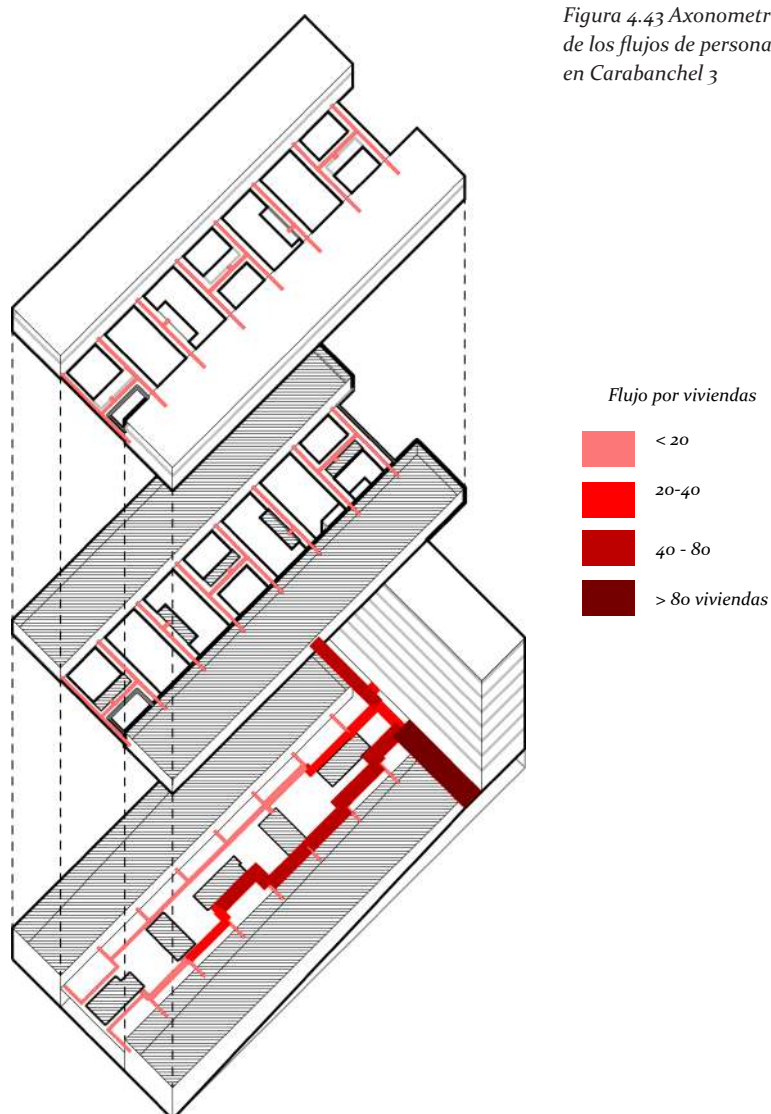 Figura 4.43 Axonometr
de los flujos de persona
en Carabanchel 3
Flujo por viviendas
< 20
20-40
40 - 80
> 80 viviendas